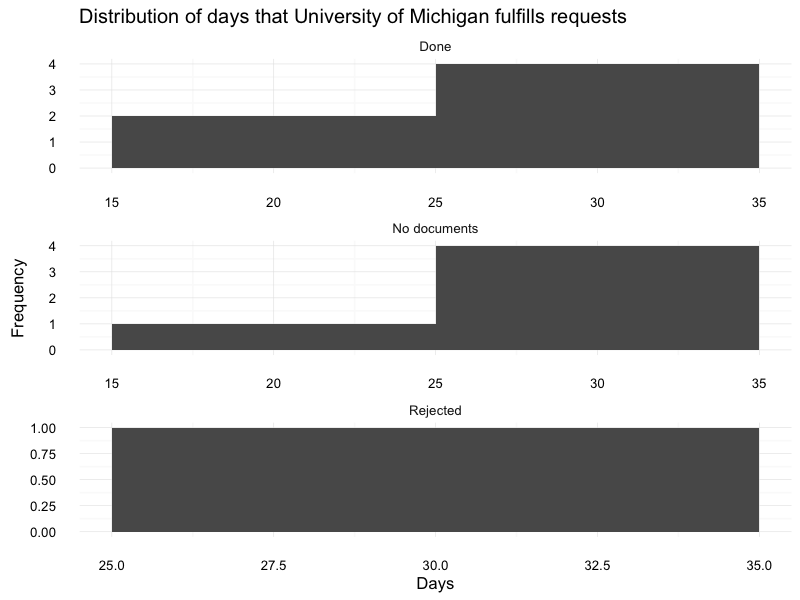 Distribution of days that University of Michigan fulfills requests
Done
4
3
2
1
0
15 20 25 30 35
No documents
4
3
2
1
0
15 20 25 30 35
Frequency
Rejected
1.00
0.75
0.50
0.25
0.00
25.0 27.5 30.0 32.5 35.0
Days